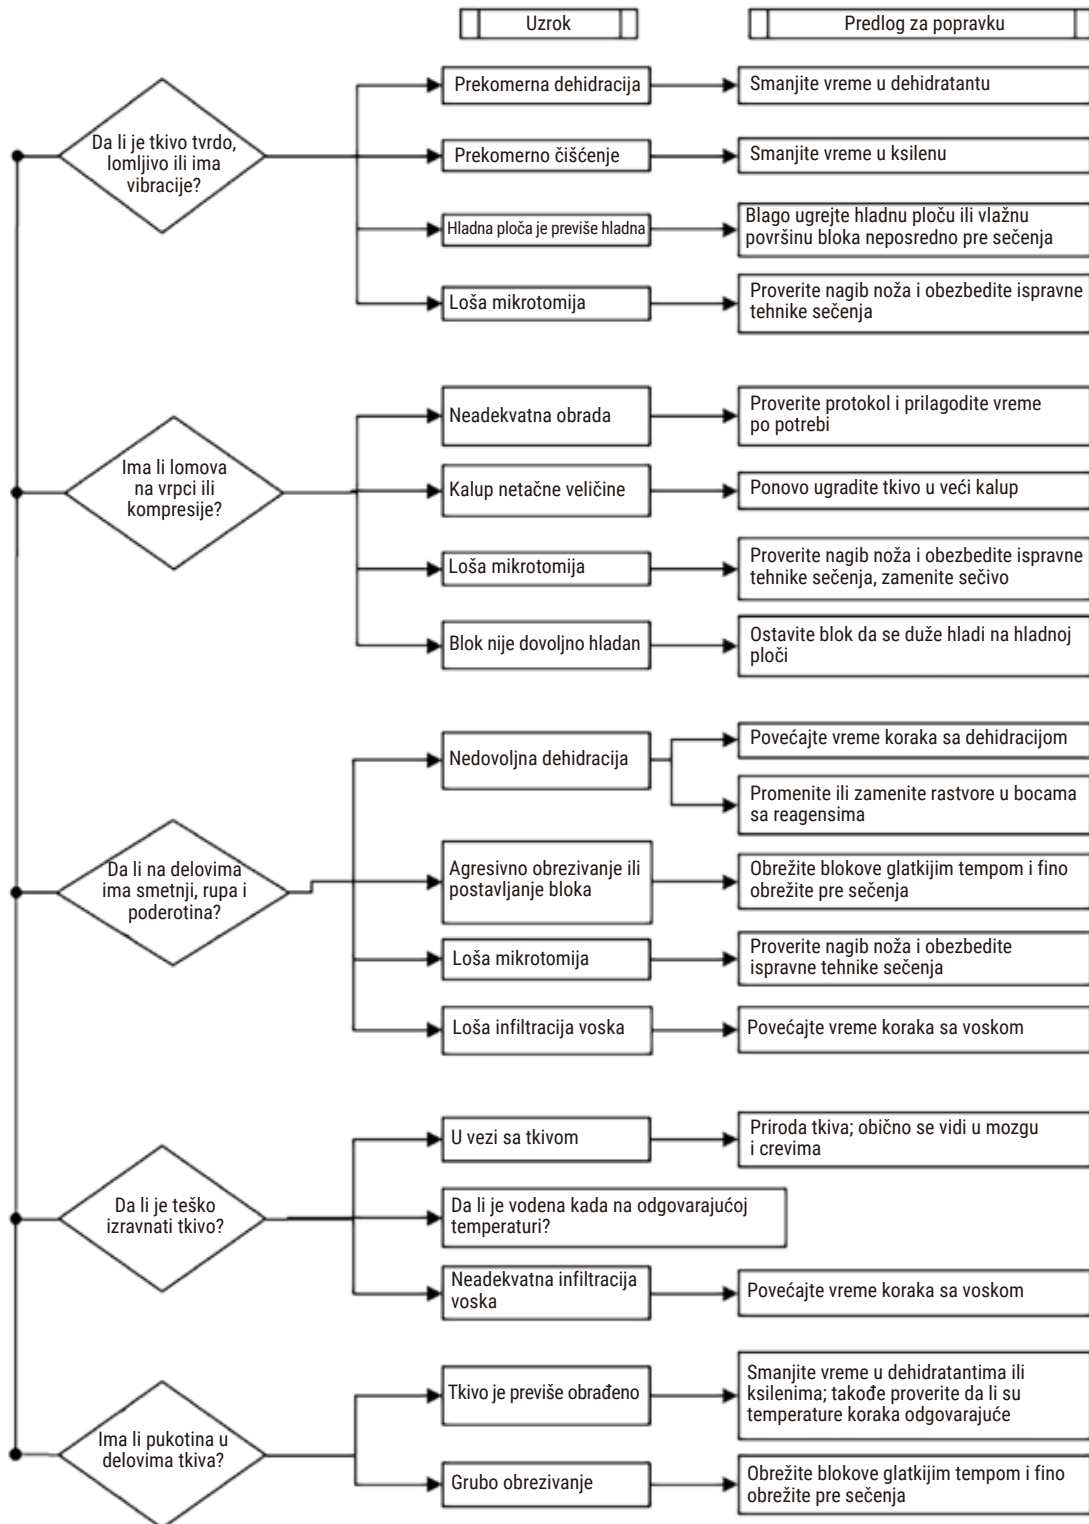 Uzrok
Predlog za popravku
Da li je tkivo tvrdo,
lomljivo ili ima
vibracije?
Prekomerna dehidracija
Smanjite vreme u dehidratantu
Prekomerno čišćenje
Smanjite vreme u ksilenu
Hladna ploča je previše hladna
Blago ugrejte hladnu ploču ili vlažnu
površinu bloka neposredno pre sečenja
Loša mikrotomija
Proverite nagib noža i obezbedite ispravne
tehnike sečenja
Ima li lomova
na vrpci ili
kompresije?
Neadekvatna obrada
Proverite protokol i prilagodite vreme
po potrebi
Kalup netačne veličine
Ponovo ugradite tkivo u veći kalup
Loša mikrotomija
Proverite nagib noža i obezbedite ispravne
tehnike sečenja, zamenite sečivo
Blok nije dovoljno hladan
Ostavite blok da se duže hladi na hladnoj
ploči
Da li na delovima
ima smetnji, rupa i
poderotina?
Nedovoljna dehidracija
Povećajte vreme koraka sa dehidracijom
Promenite ili zamenite rastvore u bocama
sa reagensima
Agresivno obrezivanje ili
postavljanje bloka
Obrežite blokove glatkijim tempom i fino
obrežite pre sečenja
Loša mikrotomija
Proverite nagib noža i obezbedite
ispravne tehnike sečenja
Loša infiltracija voska
Povećajte vreme koraka sa voskom
Da li je teško
izravnati tkivo?
U vezi sa tkivom
Priroda tkiva; obično se vidi u mozgu
i crevima
Da li je vodena kada na odgovarajućoj
temperaturi?
Neadekvatna infiltracija
voska
Povećajte vreme koraka sa voskom
Ima li pukotina u
delovima tkiva?
Tkivo je previše obrađeno
Smanjite vreme u dehidratantima ili
ksilenima; takođe proverite da li su
temperature koraka odgovarajuće
Grubo obrezivanje
Obrežite blokove glatkijim tempom i fino
obrežite pre sečenja